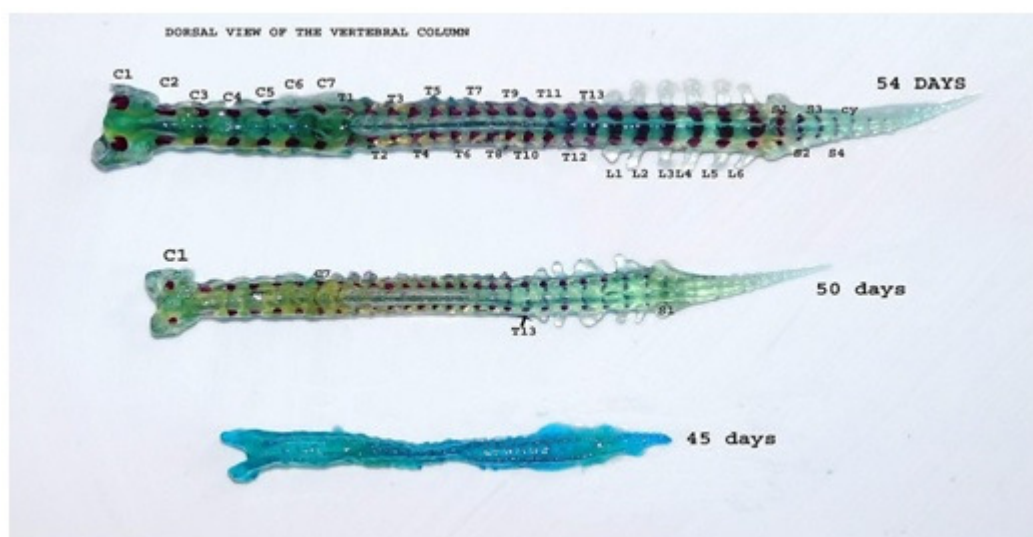 DORSAL VIEW OF THE VERTEBRAL COLUMN
C1 C2 C3 C4 C5 C6 C7 T1 T3 T5 T7 T9 T11 T13 S1 S3 cy 54 DAYS
T2 T4 T6 T8 T10 T12 S2 S4
L1 L2 L3 L4 L5 L6
C1 C7
50 days
S1
T13
45 days